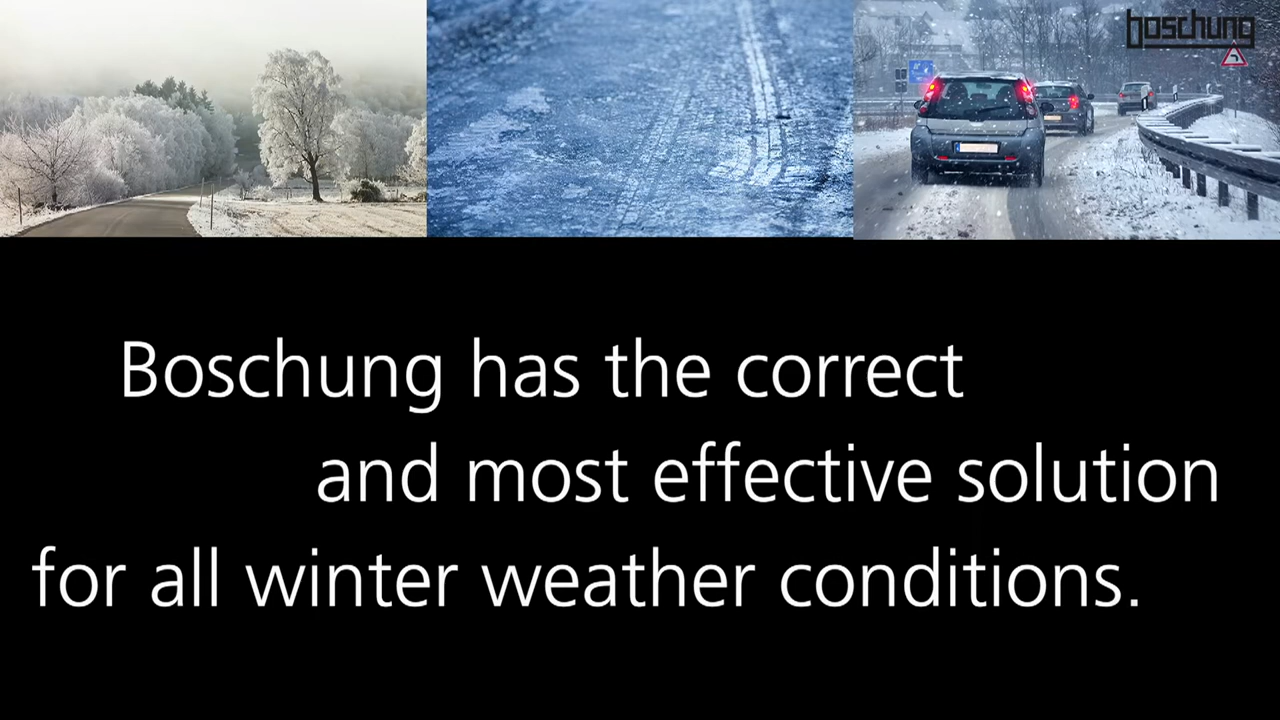 boschung
Boschung has the correct
and most effective solution
for all winter weather conditions.